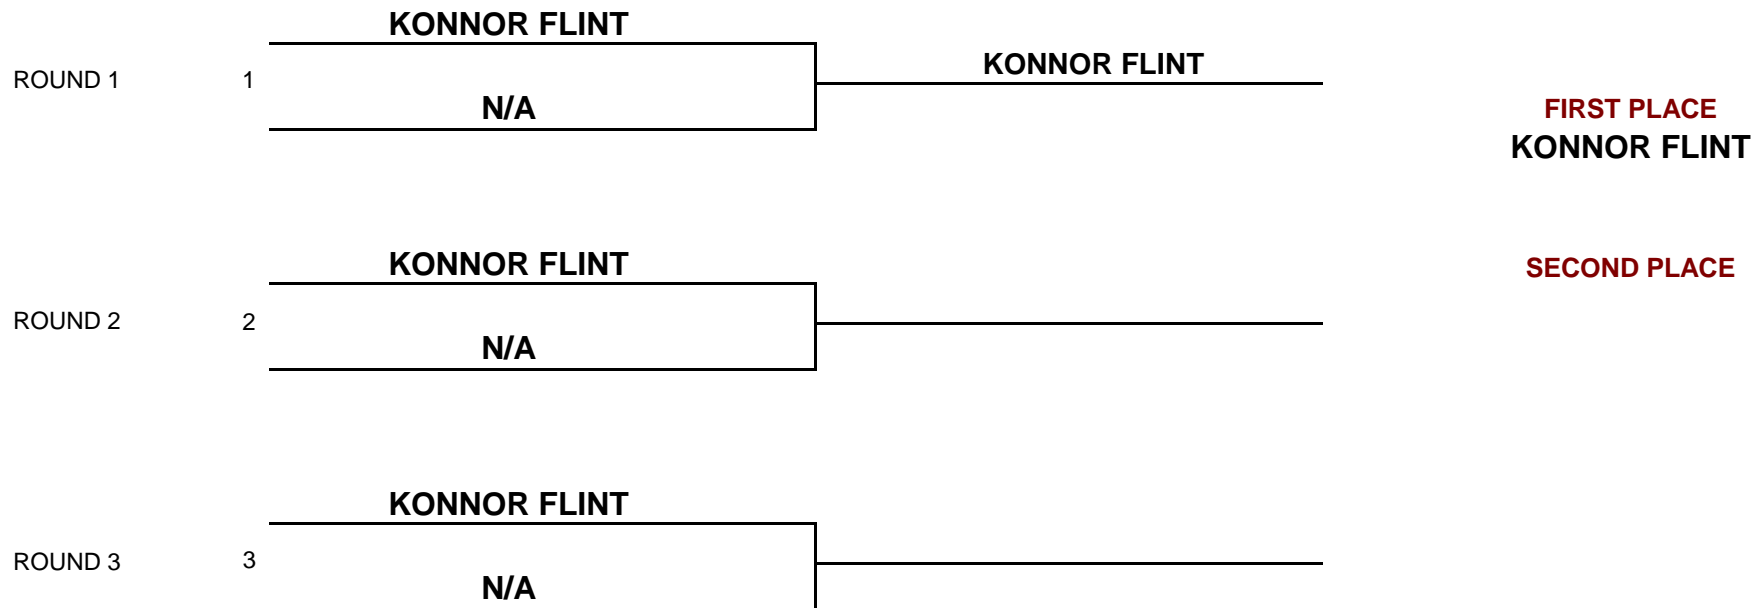 KONNOR FLINT
ROUND 1 1 KONNOR FLINT
N/A FIRST PLACE
KONNOR FLINT
KONNOR FLINT SECOND PLACE
ROUND 2 2
N/A
KONNOR FLINT
ROUND 3 3
N/A